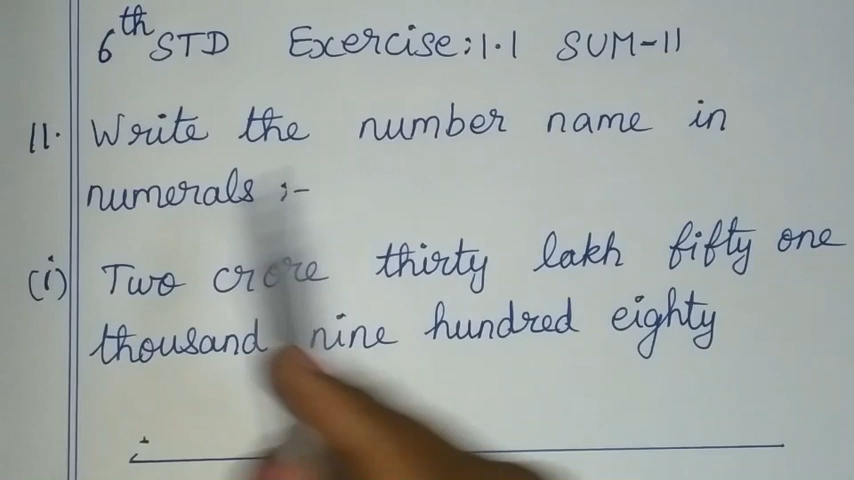 6th STD Exercise:1.1 SUM-11
11. Write the number name in
numerals ;-
(i) Two crore thirty lakh fifty one
thousand nine hundred eighty